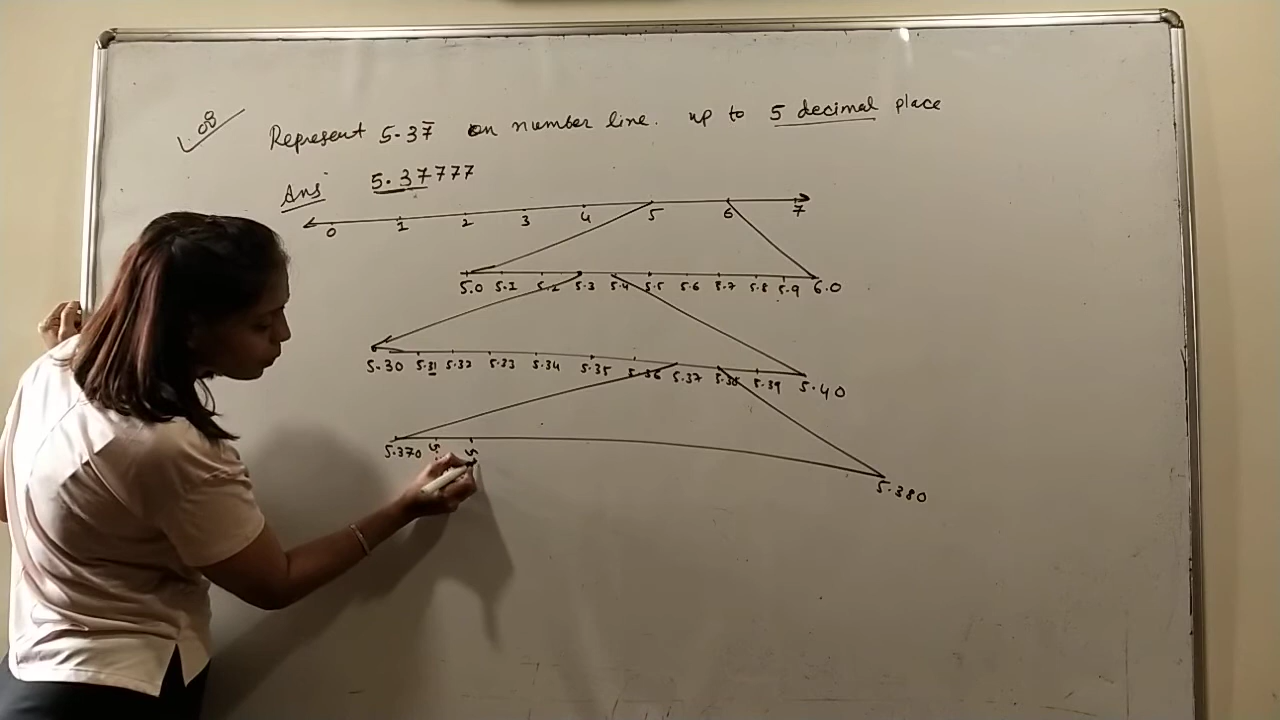 Q8
Represent 5.37̄ on number line. up to 5 decimal place
Ans 5.37777
0 1 2 3 4 5 6 7
5.0 5.1 5.2 5.3 5.4 5.5 5.6 5.7 5.8 5.9 6.0
5.30 5.31 5.32 5.33 5.34 5.35 5.36 5.37 5.38 5.39 5.40
5.370 5.380